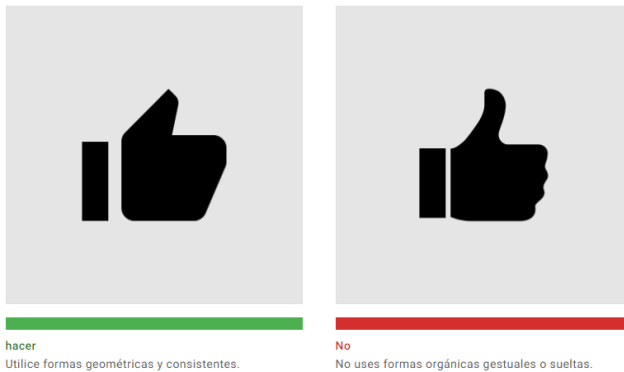 hacer
Utilice formas geométricas y consistentes.
No
No uses formas orgánicas gestuales o sueltas.